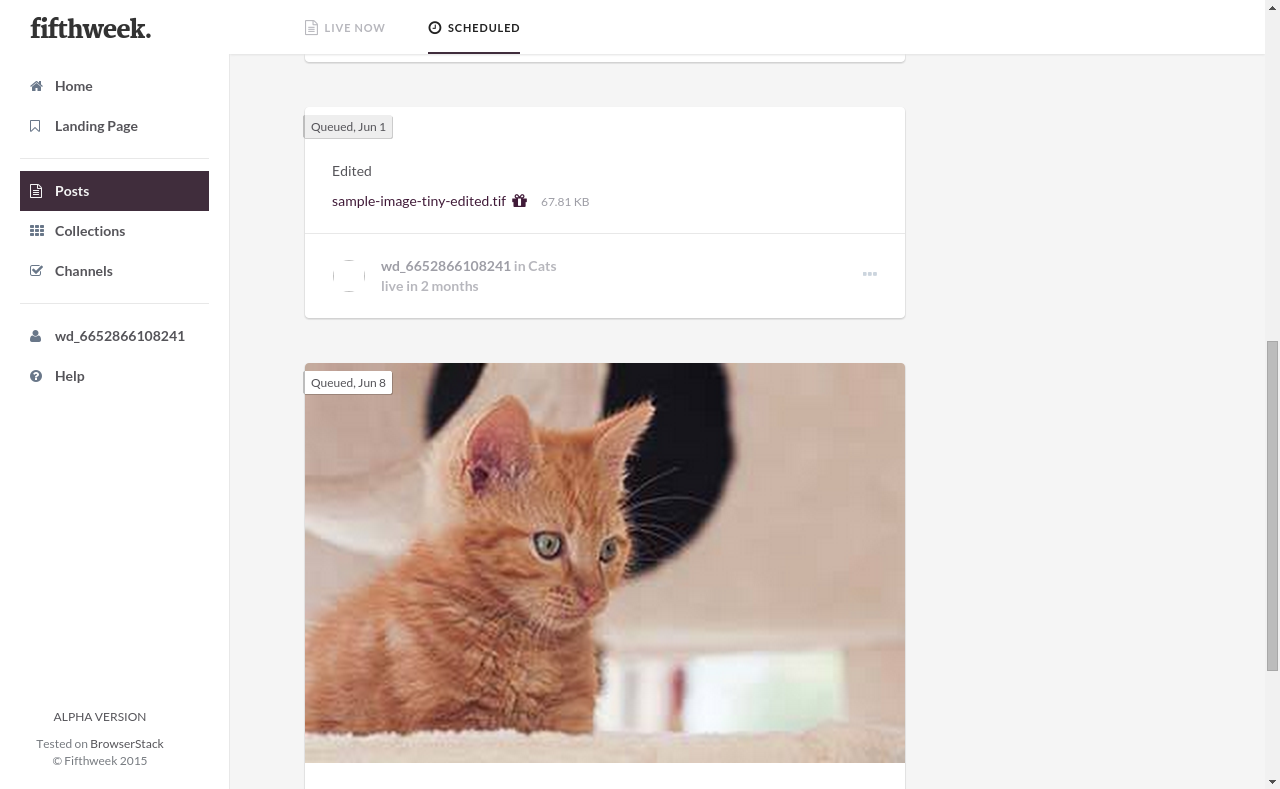 fifthweek.
LIVE NOW
SCHEDULED
Home
Landing Page
Posts
Collections
Channels
wd_6652866108241
Help
ALPHA VERSION
Tested on BrowserStack
© Fifthweek 2015
Queued, Jun 1
Edited
sample-image-tiny-edited.tif 67.81 KB
wd_6652866108241 in Cats
live in 2 months
Queued, Jun 8